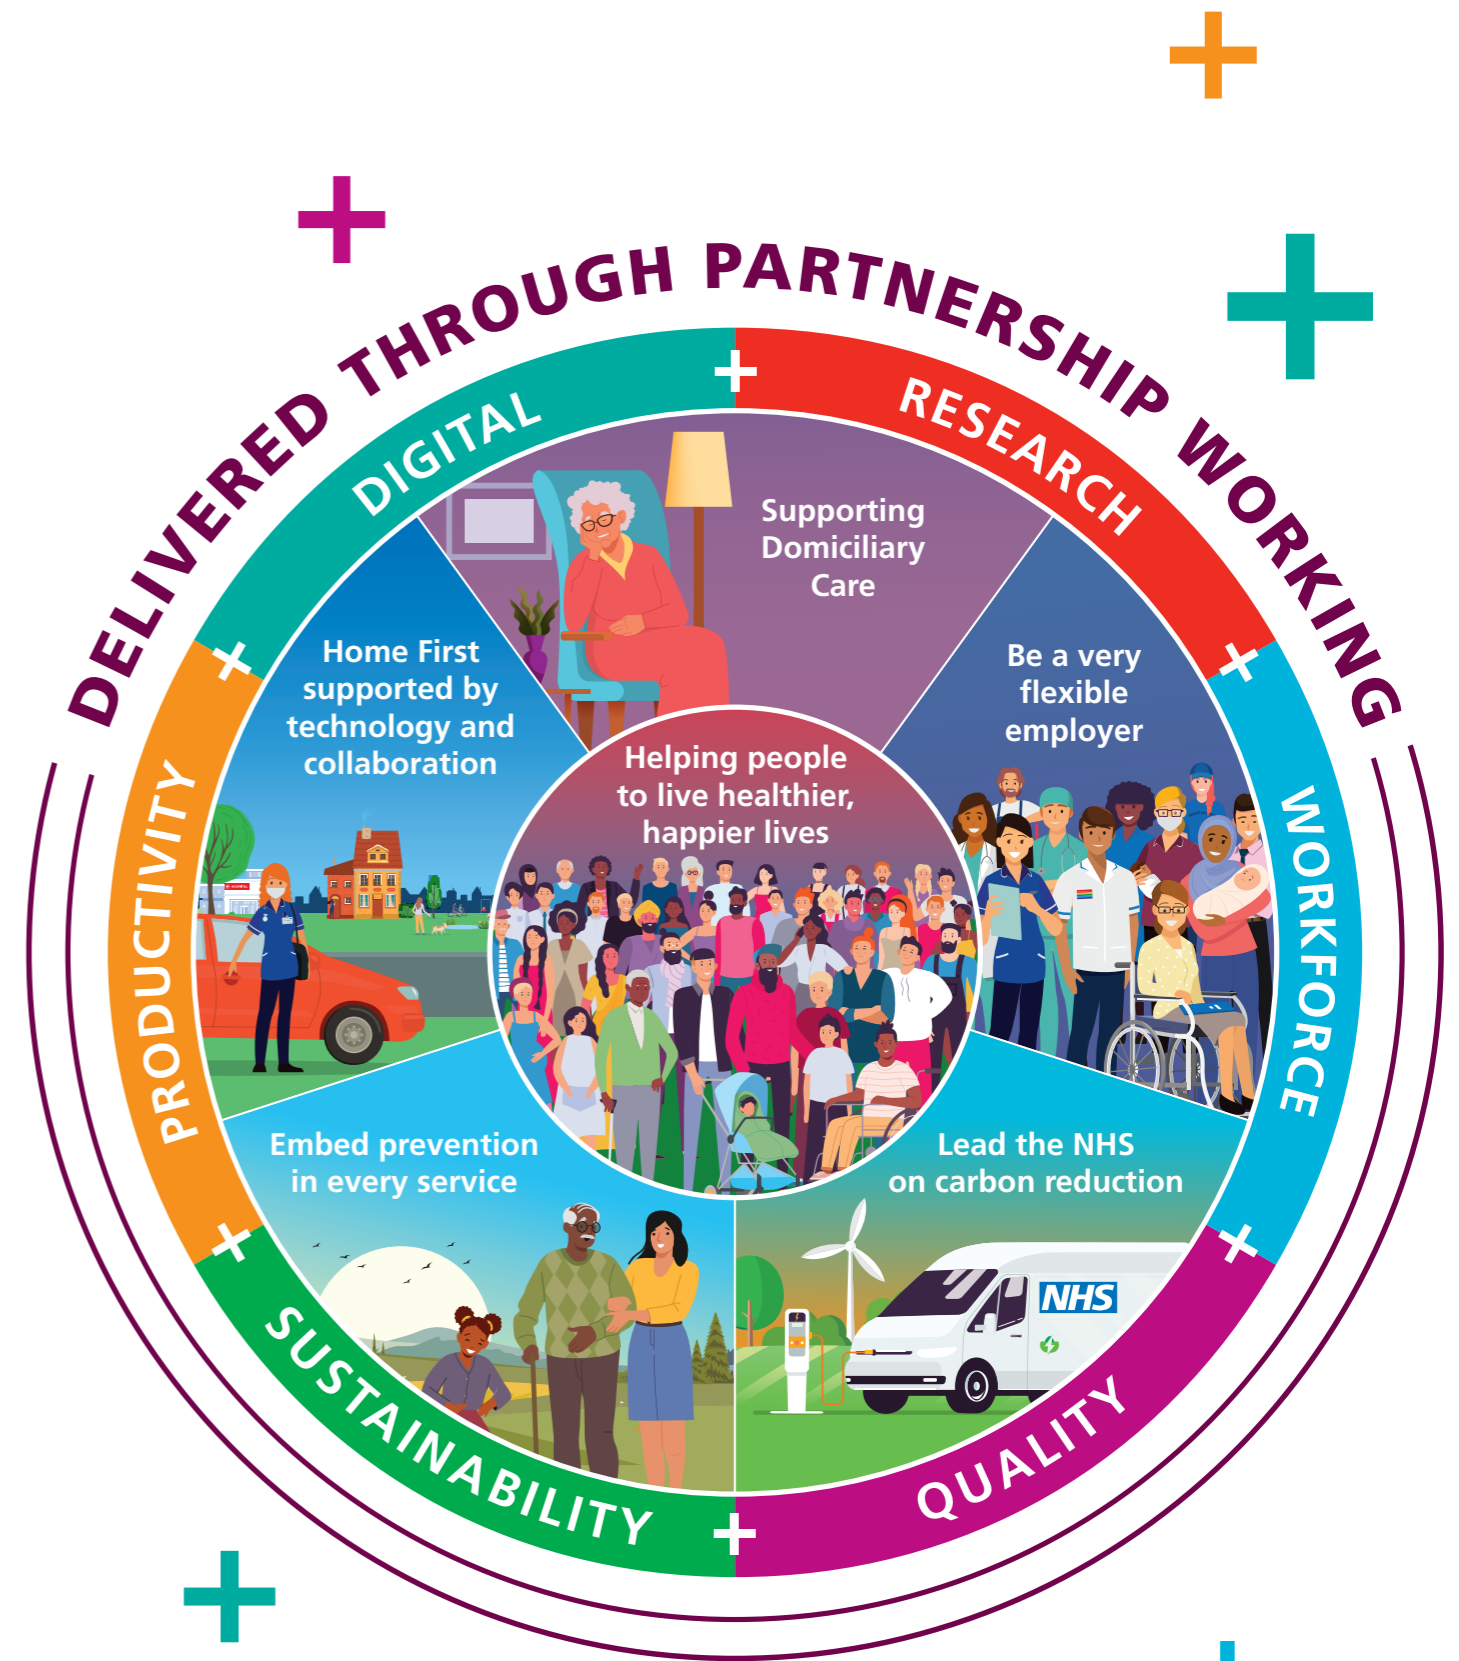 DELIVERED THROUGH PARTNERSHIP WORKING
DIGITAL
RESEARCH
WORKFORCE
QUALITY
SUSTAINABILITY
PRODUCTIVITY
Supporting
Domiciliary
Care
Be a very
flexible
employer
Lead the NHS
on carbon reduction
NHS
Embed prevention
in every service
Home First
supported by
technology and
collaboration
Helping people
to live healthier,
happier lives